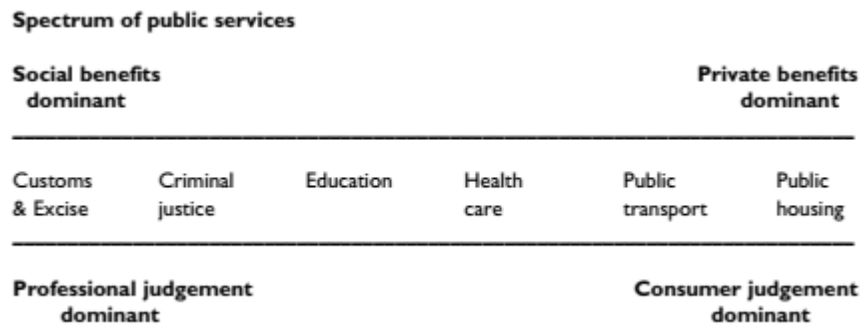 Spectrum of public services
Social benefits Private benefits
dominant dominant
Customs Criminal Education Health Public Public
& Excise justice care transport housing
Professional judgement Consumer judgement
dominant dominant